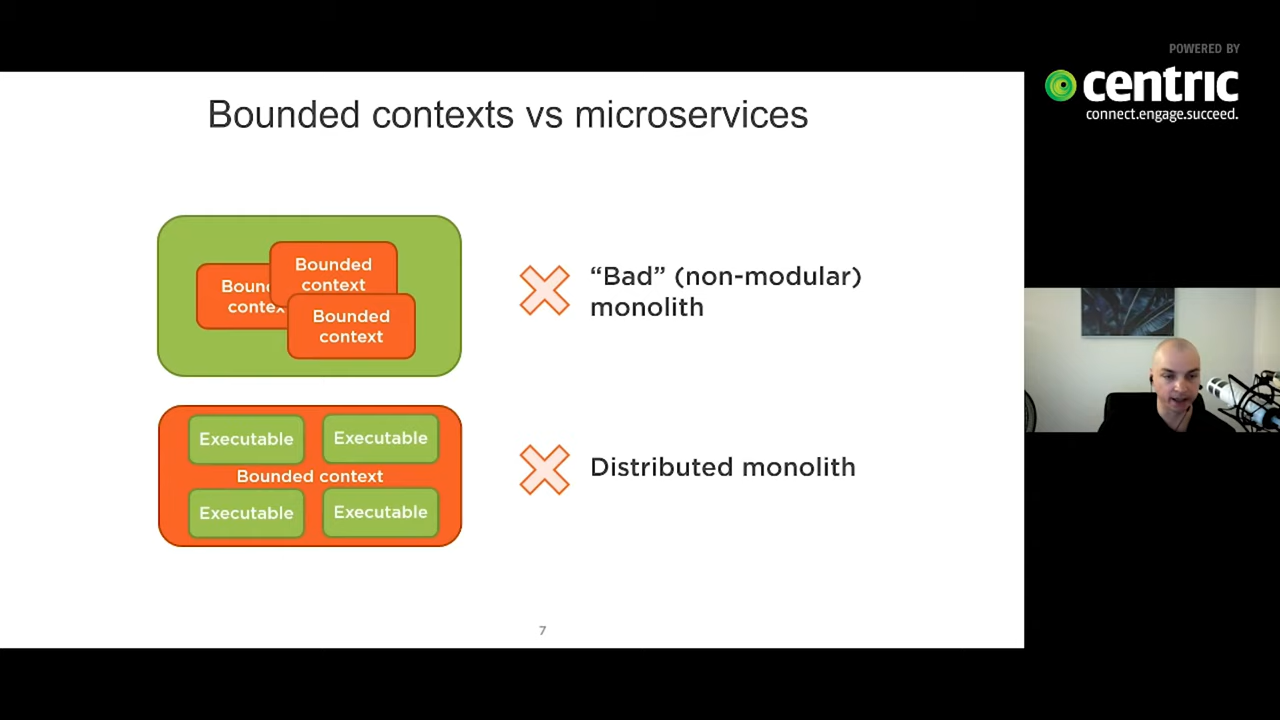 POWERED BY
centric
connect.engage.succeed.
Bounded contexts vs microservices
Bounded
context
Bounded
context
“Bad” (non-modular)
monolith
Executable
Executable
Bounded context
Executable
Executable
Distributed monolith
7